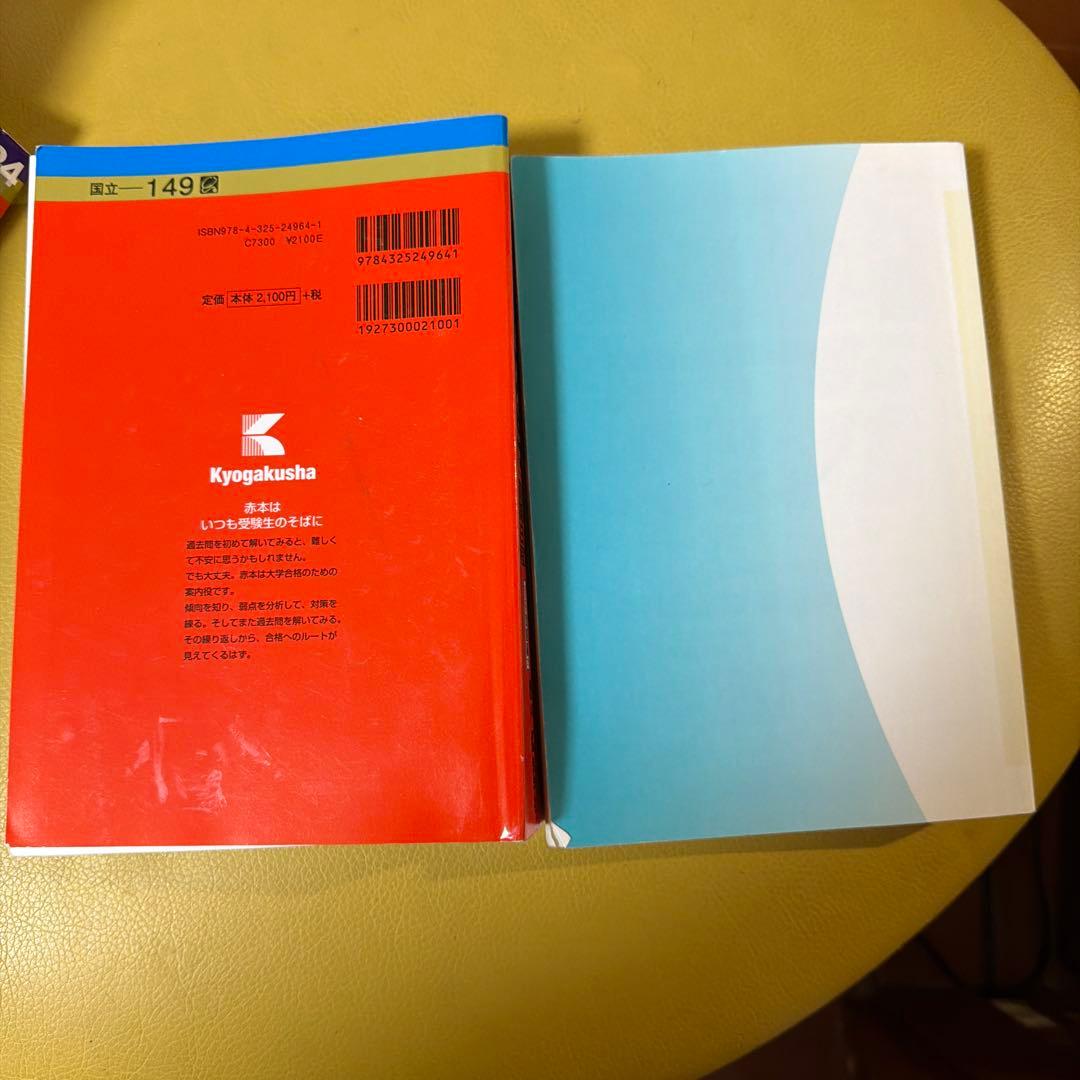 24
国立―149
ISBN978-4-325-24964-1
C7300 ¥2100E
9784325249641
定価 本体2,100円 +税
1927300021001
Kyogakusha
赤本は
いつも受験生のそばに
過去問を初めて解いてみると、難しく
て不安に思うかもしれません。
でも大丈夫。赤本は大学合格のための
案内役です。
傾向を知り、弱点を分析して、対策を
練る。そしてまた過去問を解いてみる。
その繰り返しから、合格へのルートが
見えてくるはず。